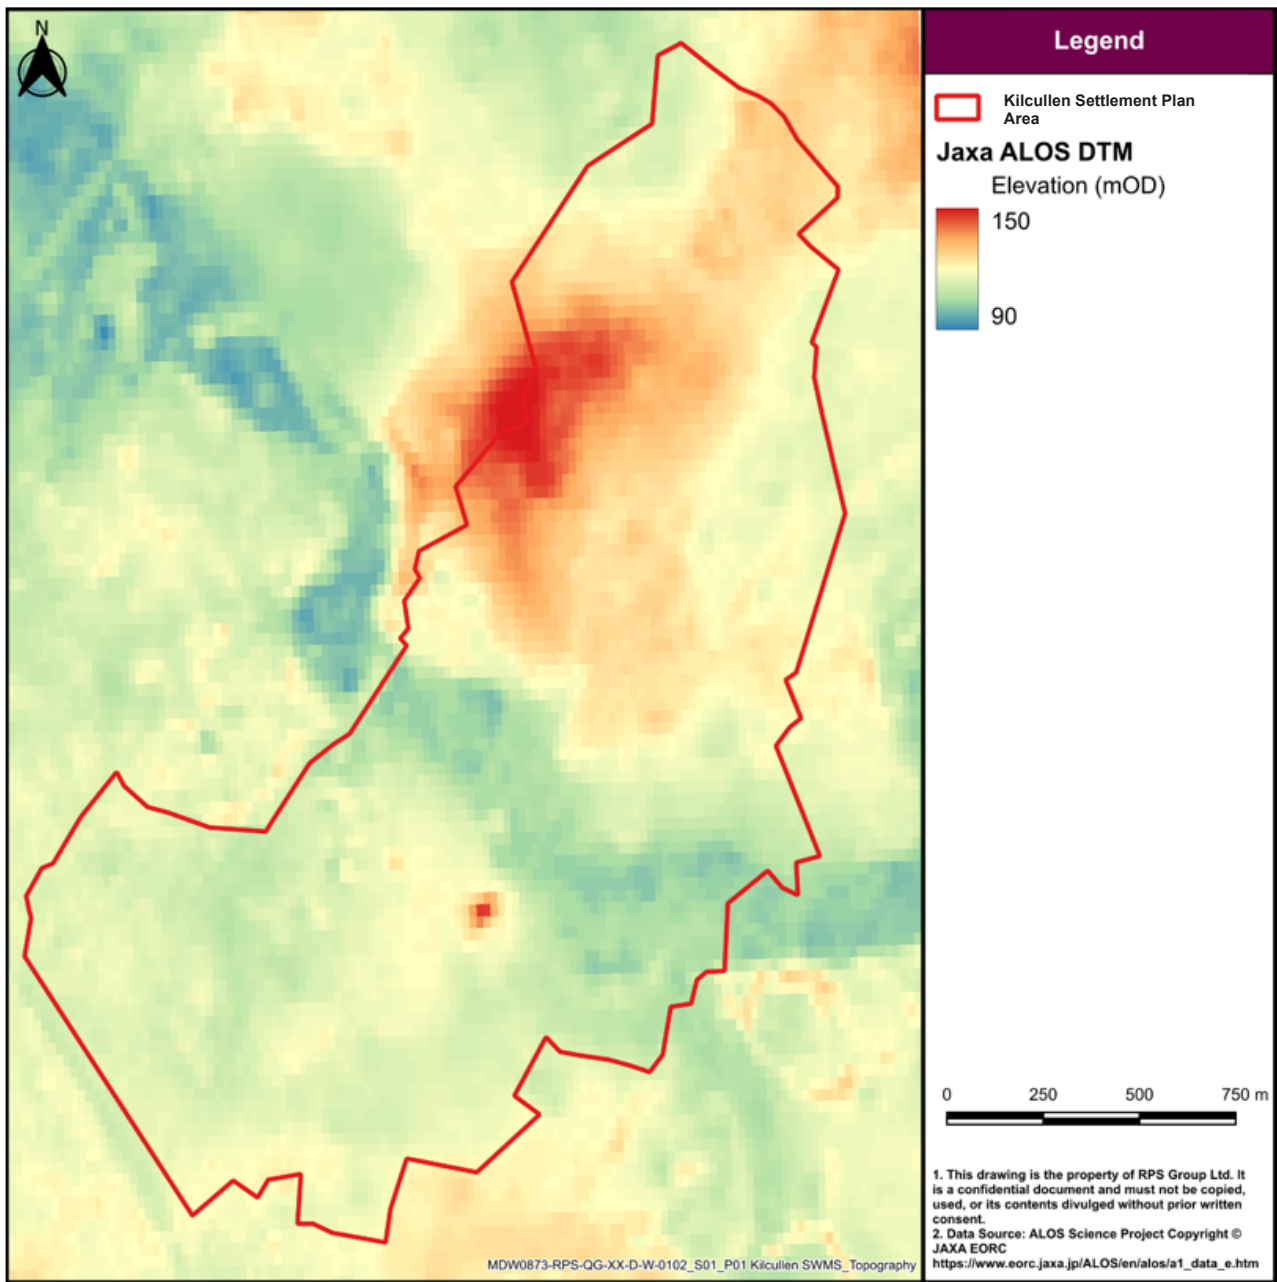 N
Legend
Kilcullen Settlement Plan
Area
Jaxa ALOS DTM
Elevation (mOD)
150
90
0 250 500 750 m
1. This drawing is the property of RPS Group Ltd. It
is a confidential document and must not be copied,
used, or its contents divulged without prior written
consent.
2. Data Source: ALOS Science Project Copyright ©
JAXA EORC
https://www.eorc.jaxa.jp/ALOS/en/alos/a1_data_e.htm
MDW0873-RPS-QG-XX-D-W-0102_S01_P01 Kilcullen SWMS_Topography